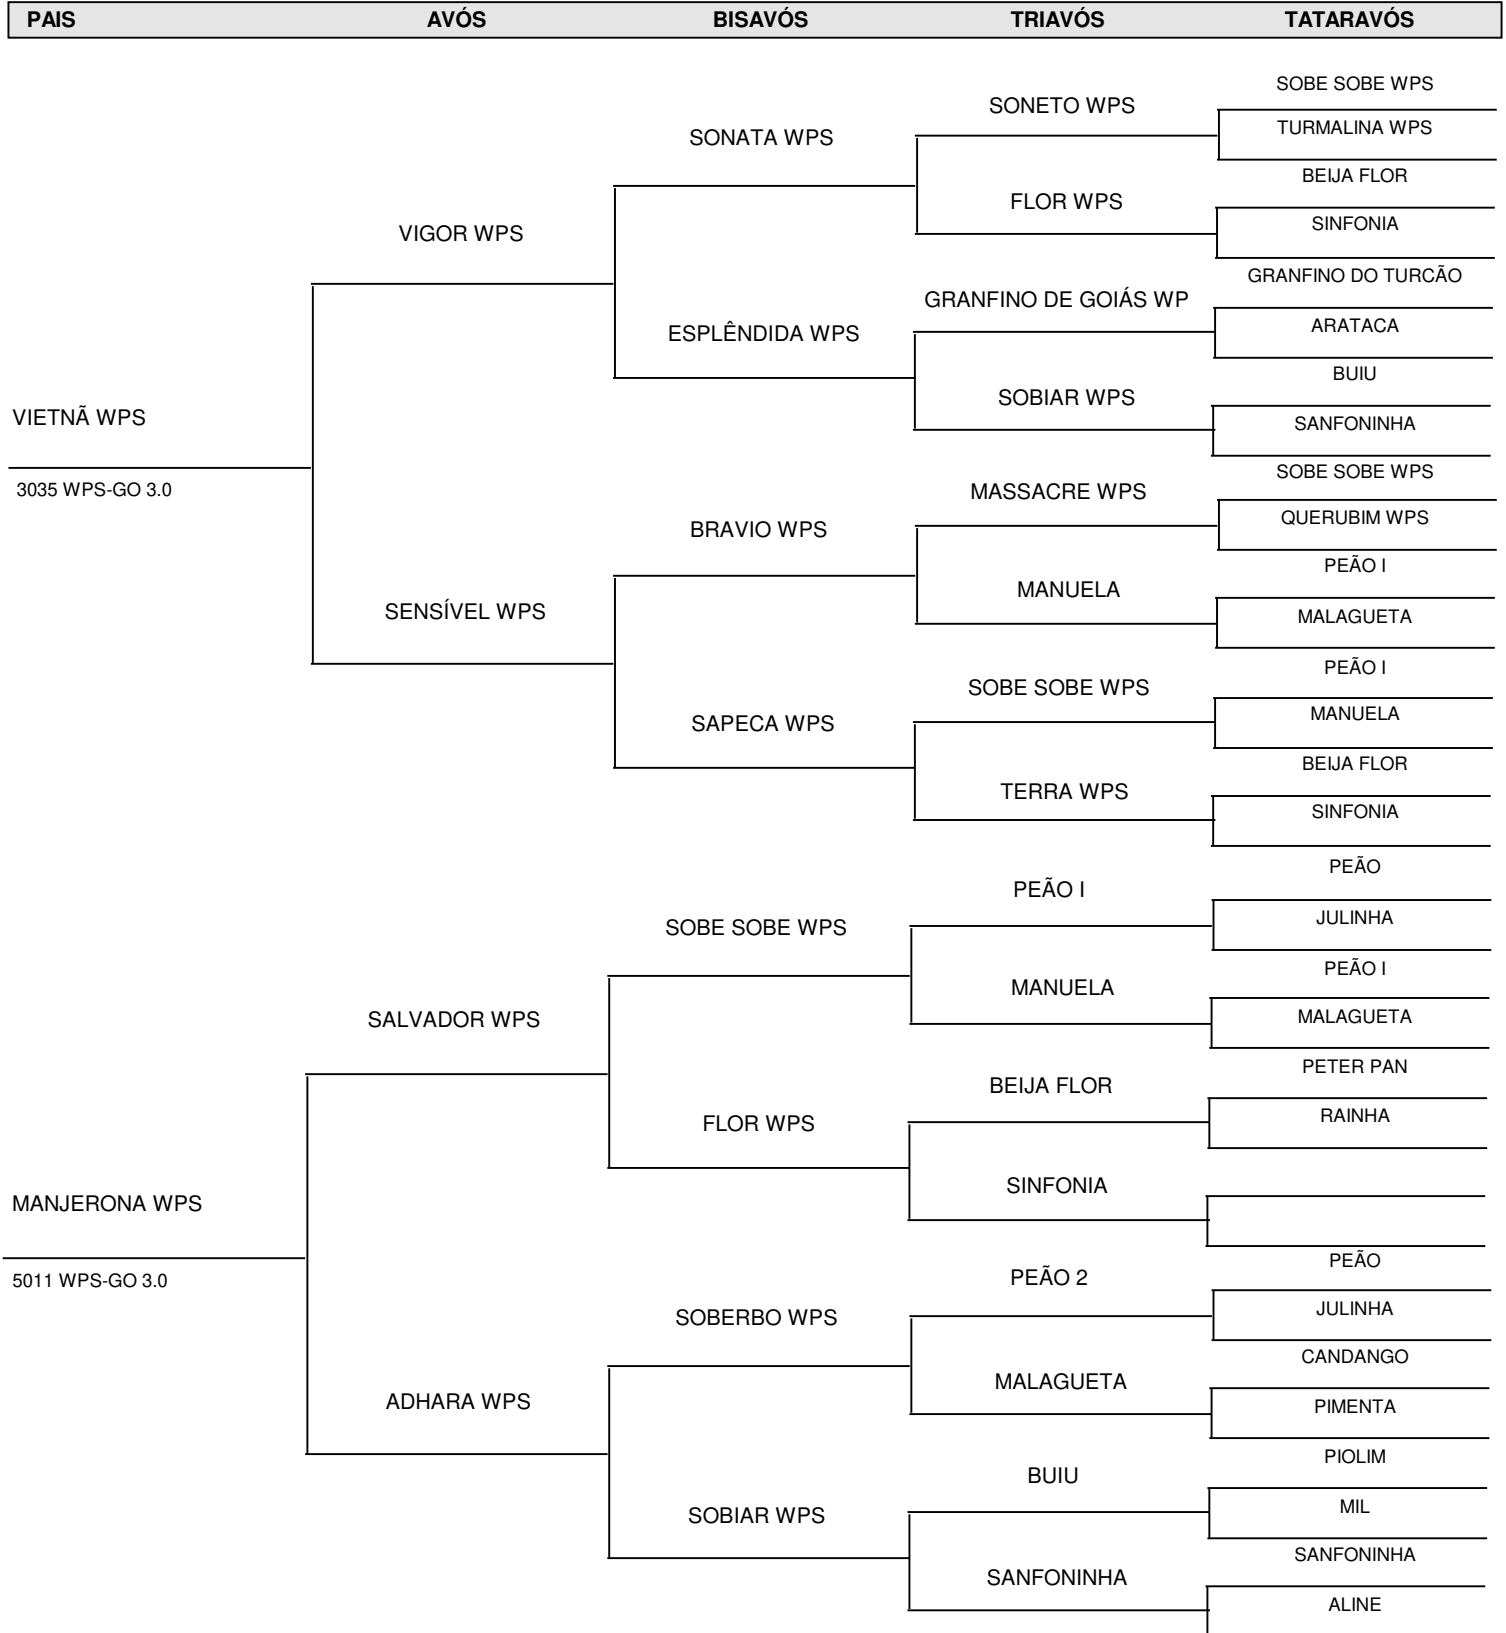 PAIS AVÓS BISAVÓS TRIAVÓS TATARAVÓS
SOBE SOBE WPS
SONETO WPS
TURMALINA WPS
SONATA WPS
BEIJA FLOR
FLOR WPS
SINFONIA
VIGOR WPS
GRANFINO DO TURCÃO
GRANFINO DE GOIÁS WP
ARATACA
ESPLÊNDIDA WPS
BUIU
SOBIAR WPS
SANFONINHA
VIETNÃ WPS
3035 WPS-GO 3.0
SOBE SOBE WPS
MASSACRE WPS
QUERUBIM WPS
BRAVIO WPS
PEÃO I
MANUELA
MALAGUETA
SENSÍVEL WPS
PEÃO I
SOBE SOBE WPS
MANUELA
SAPECA WPS
BEIJA FLOR
TERRA WPS
SINFONIA
PEÃO
PEÃO I
JULINHA
SOBE SOBE WPS
PEÃO I
MANUELA
MALAGUETA
SALVADOR WPS
PETER PAN
BEIJA FLOR
RAINHA
FLOR WPS
SINFONIA
MANJERONA WPS
5011 WPS-GO 3.0
PEÃO
PEÃO 2
JULINHA
SOBERBO WPS
CANDANGO
MALAGUETA
PIMENTA
ADHARA WPS
PIOLIM
BUIU
MIL
SOBIAR WPS
SANFONINHA
SANFONINHA
ALINE